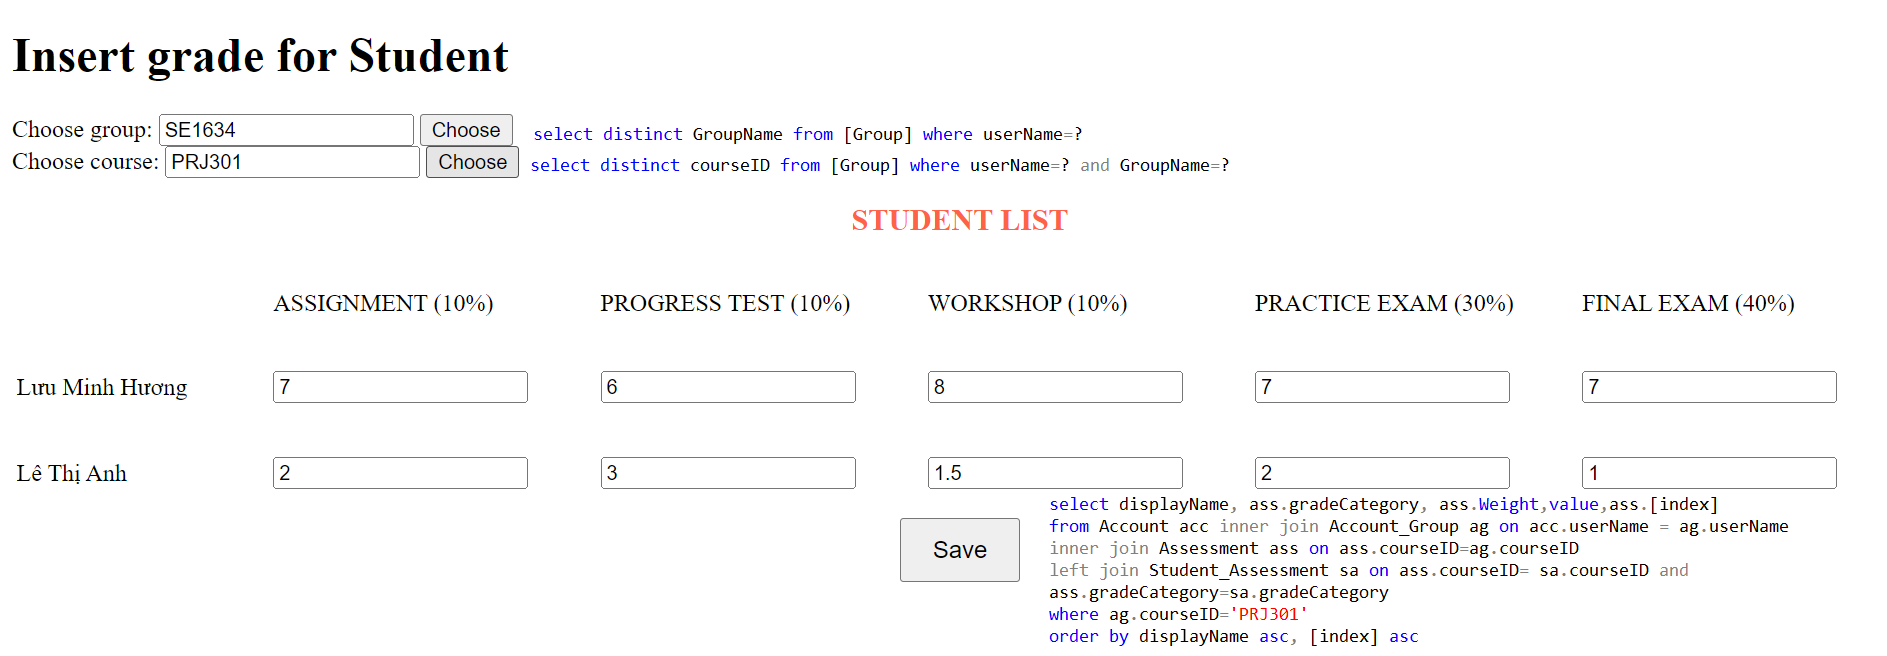 Insert grade for Student
Choose group: SE1634 Choose select distinct GroupName from [Group] where userName=?
Choose course: PRJ301 Choose select distinct courseID from [Group] where userName=? and GroupName=?
STUDENT LIST
ASSIGNMENT (10%) PROGRESS TEST (10%) WORKSHOP (10%) PRACTICE EXAM (30%) FINAL EXAM (40%)
Lưu Minh Hương 7 6 8 7 7
Lê Thị Anh 2 3 1.5 2 1
Save
select displayName, ass.gradeCategory, ass.Weight,value,ass.[index]
from Account acc inner join Account_Group ag on acc.userName = ag.userName
inner join Assessment ass on ass.courseID=ag.courseID
left join Student_Assessment sa on ass.courseID= sa.courseID and
ass.gradeCategory=sa.gradeCategory
where ag.courseID='PRJ301'
order by displayName asc, [index] asc